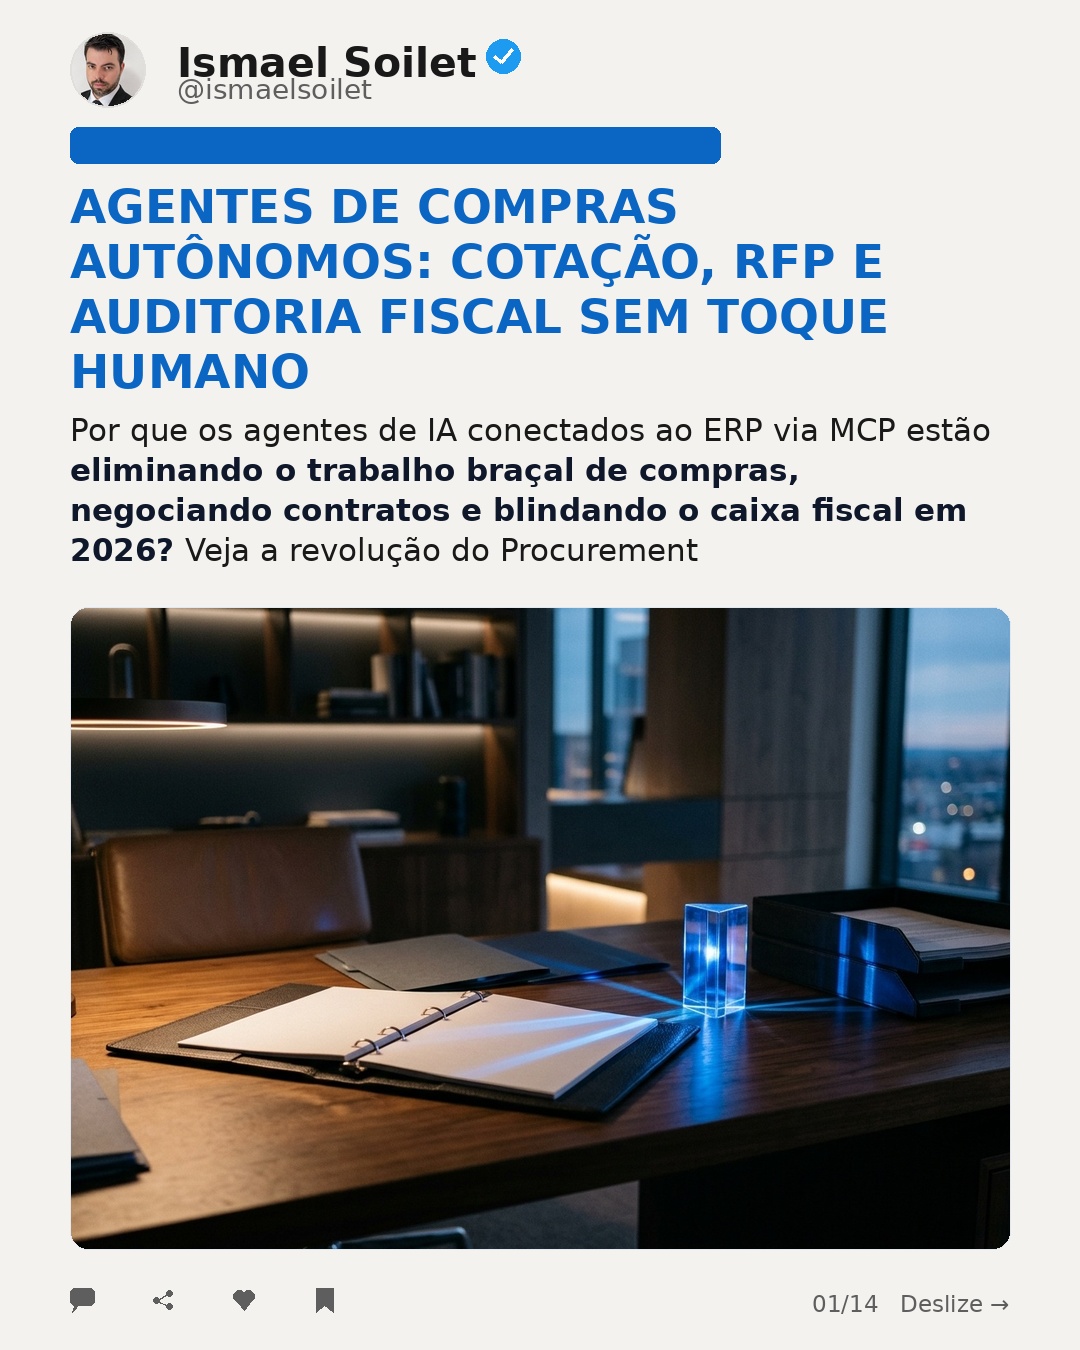 Ismael Soilet
@ismaelsoilet
AGENTES DE COMPRAS
AUTÔNOMOS: COTAÇÃO, RFP E
AUDITORIA FISCAL SEM TOQUE
HUMANO
Por que os agentes de IA conectados ao ERP via MCP estão
eliminando o trabalho braçal de compras,
negociando contratos e blindando o caixa fiscal em
2026? Veja a revolução do Procurement
01/14 Deslize →